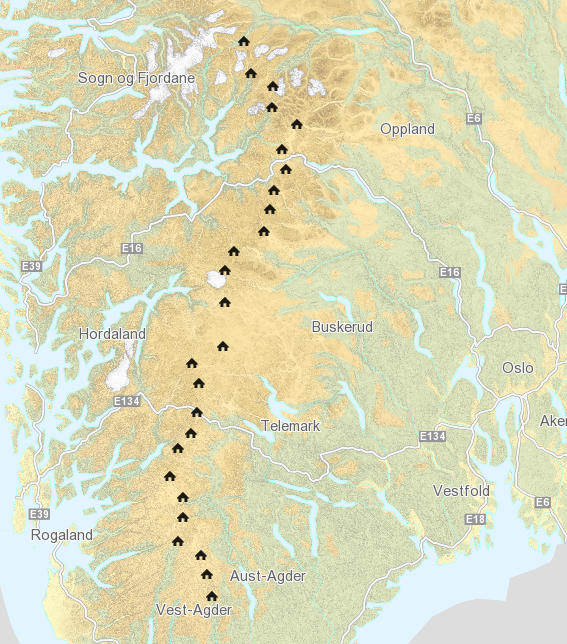 Sogn og Fjordane
E6
Oppland
E16
E39
E16
E
Buskerud
Hordaland
Oslo
E134
Telemark
Aker
E134
Vestfold
E6
E39
E18
Rogaland
Aust-Agder
Vest-Agder